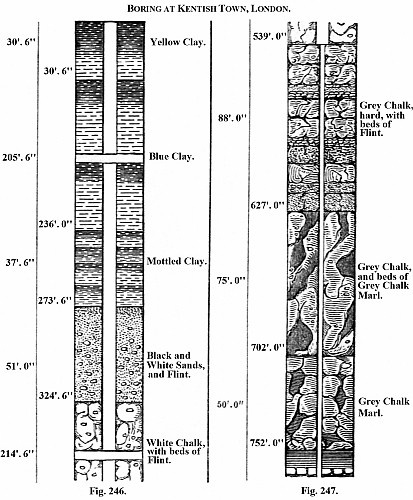 BORING AT KENTISH TOWN, LONDON.
30'. 6"
Yellow Clay.
30'. 6"
205'. 6"
Blue Clay.
236'. 0"
37'. 6"
Mottled Clay.
273'. 6"
51'. 0"
Black and
White Sands,
and Flint.
324'. 6"
214'. 6"
White Chalk,
with beds of
Flint.
Fig. 246.
539'. 0"
88'. 0"
Grey Chalk,
hard, with
beds of
Flint.
627'. 0"
75'. 0"
Grey Chalk,
and beds of
Grey Chalk
Marl.
702'. 0"
50'. 0"
Grey Chalk
Marl.
752'. 0"
Fig. 247.